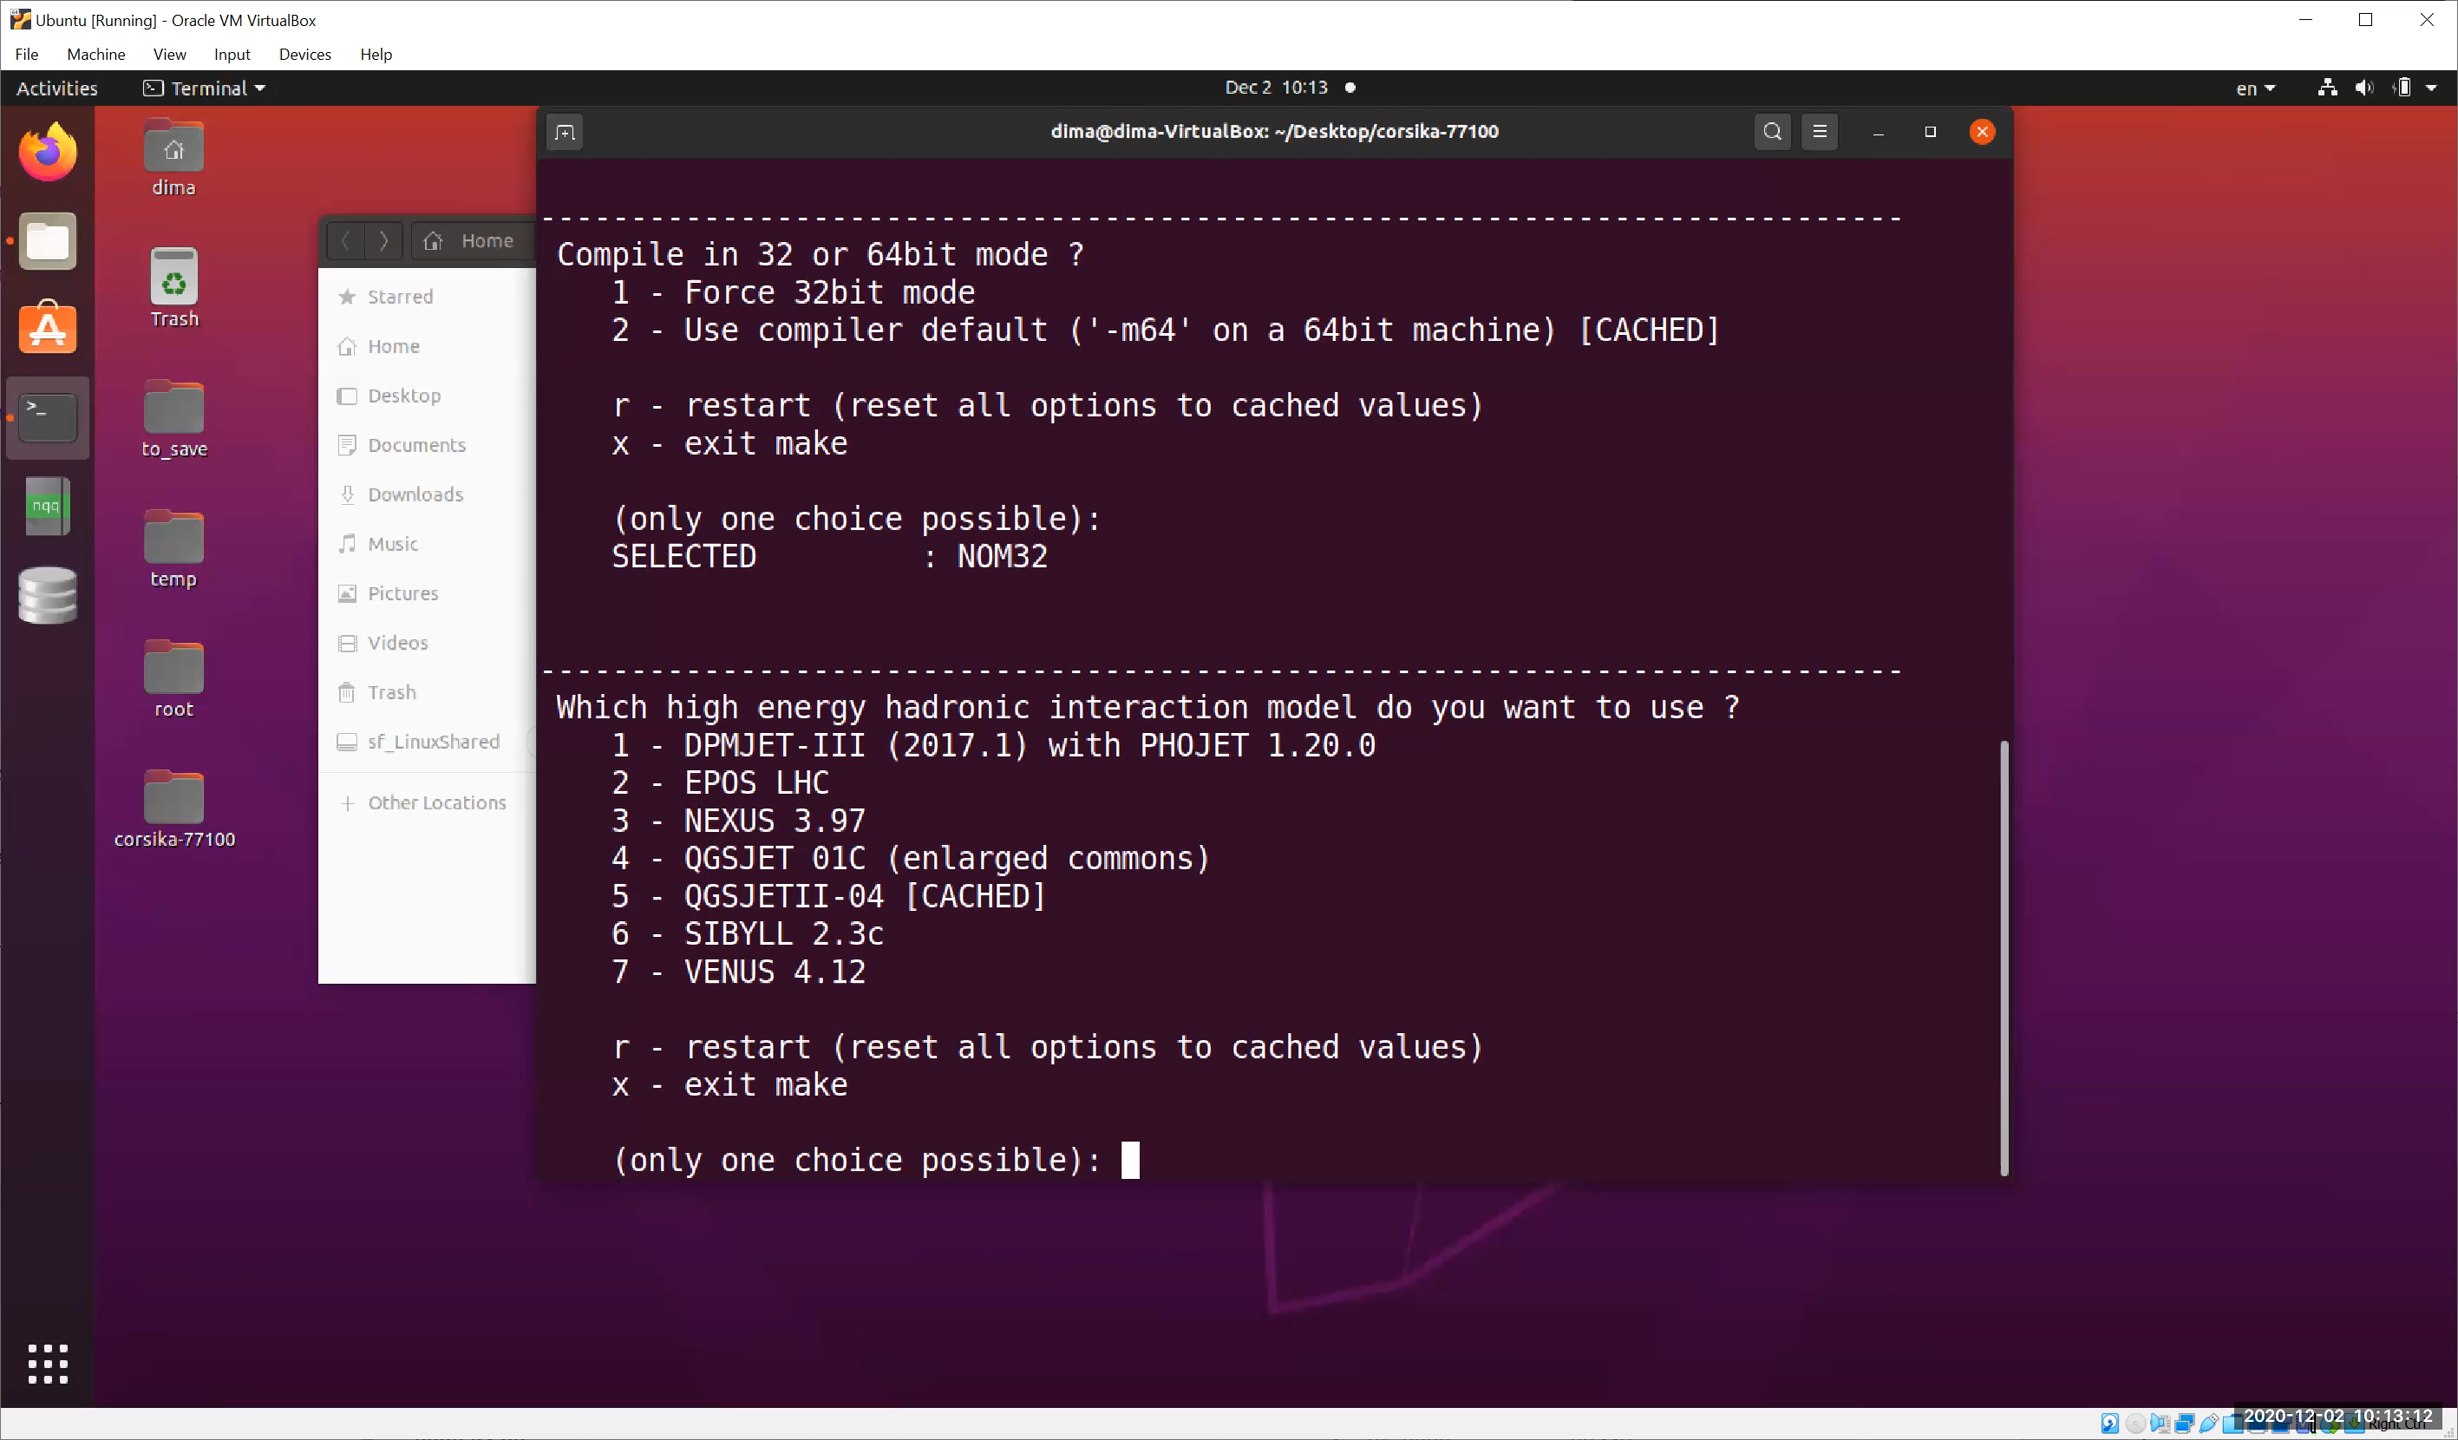 Ubuntu [Running] - Oracle VM VirtualBox
File Machine View Input Devices Help
Activities Terminal Dec 2 10:13 en
dima
Trash
to_save
temp
root
corsika-77100
nqq
Home
Starred
Home
Desktop
Documents
Downloads
Music
Pictures
Videos
Trash
sf_LinuxShared
+ Other Locations
dima@dima-VirtualBox: ~/Desktop/corsika-77100
---------------------------------------------------------------------------
Compile in 32 or 64bit mode ?
1 - Force 32bit mode
2 - Use compiler default ('-m64' on a 64bit machine) [CACHED]
r - restart (reset all options to cached values)
x - exit make
(only one choice possible):
SELECTED : NOM32
---------------------------------------------------------------------------
Which high energy hadronic interaction model do you want to use ?
1 - DPMJET-III (2017.1) with PHOJET 1.20.0
2 - EPOS LHC
3 - NEXUS 3.97
4 - QGSJET 01C (enlarged commons)
5 - QGSJETII-04 [CACHED]
6 - SIBYLL 2.3c
7 - VENUS 4.12
r - restart (reset all options to cached values)
x - exit make
(only one choice possible):
2020-12-02 10:13:12
Right Ctrl